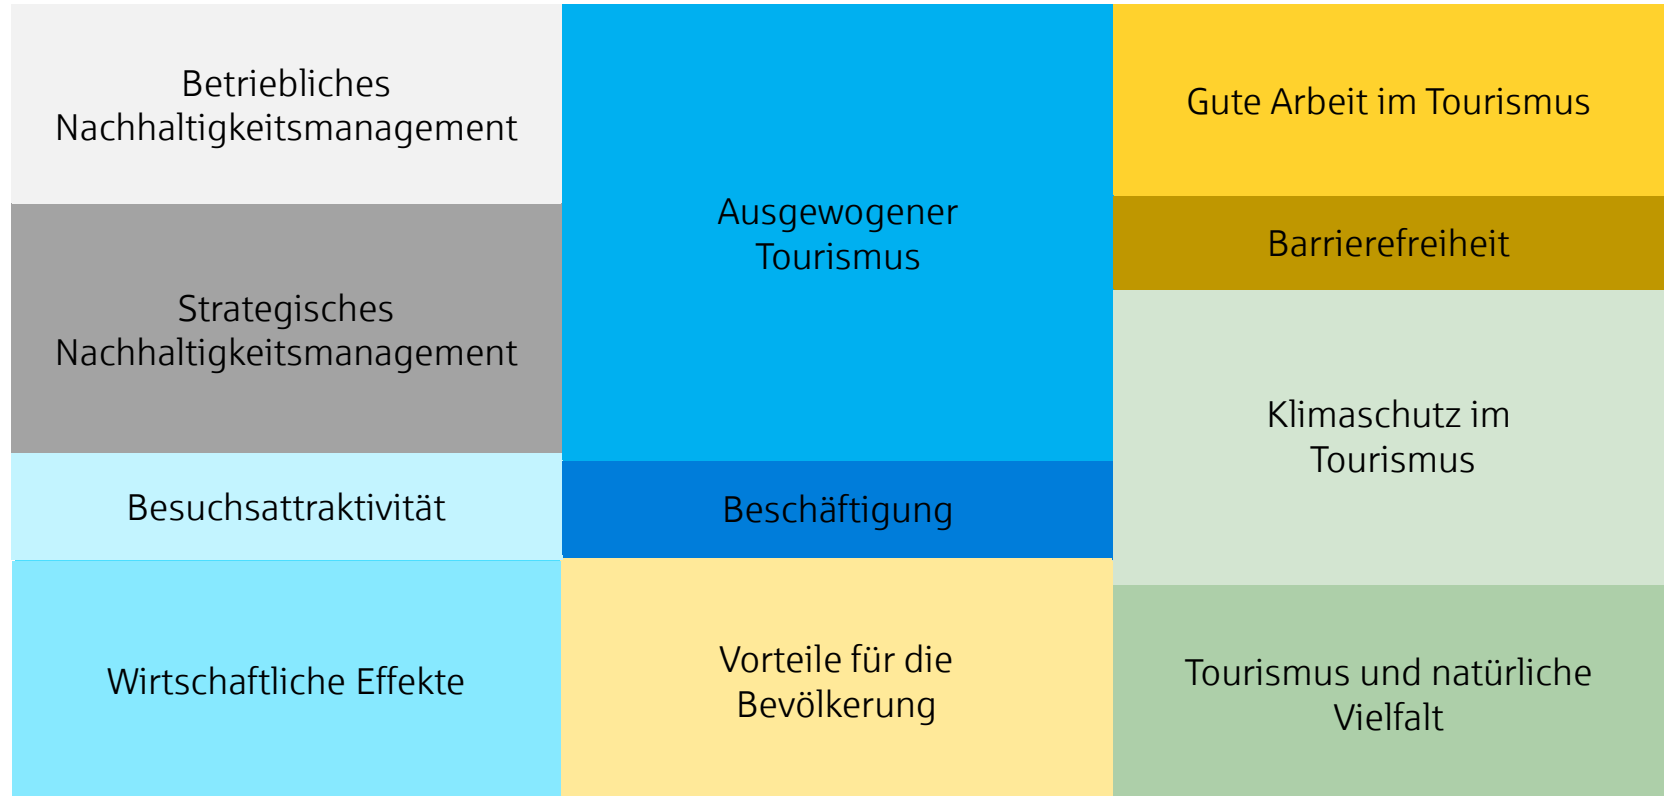 Betriebliches
Nachhaltigkeitsmanagement
Strategisches
Nachhaltigkeitsmanagement
Besuchsattraktivität
Wirtschaftliche Effekte
Ausgewogener
Tourismus
Beschäftigung
Vorteile für die
Bevölkerung
Gute Arbeit im Tourismus
Barrierefreiheit
Klimaschutz im
Tourismus
Tourismus und natürliche
Vielfalt